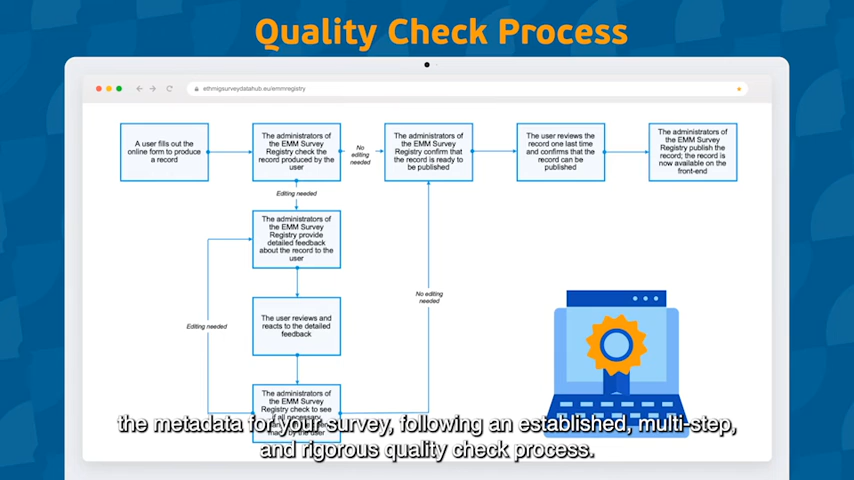 Quality Check Process
ethmigsurveydatahub.eu/emmregistry
A user fills out the
online form to produce
a record
The administrators of
the EMM Survey
Registry check the
record produced by the
user
No
editing
needed
The administrators of
the EMM Survey
Registry confirm that
the record is ready to
be published
The user reviews the
record one last time
and confirms that the
record can be
published
The administrators of
the EMM Survey
Registry publish the
record; the record is
now available on the
front-end
Editing needed
The administrators of
the EMM Survey
Registry provide
detailed feedback
about the record to the
user
No editing
needed
Editing needed
The user reviews and
reacts to the detailed
feedback
The administrators of
the EMM Survey
Registry check to see
if all necessary
made by the user
the metadata for your survey, following an established, multi-step,
and rigorous quality check process.